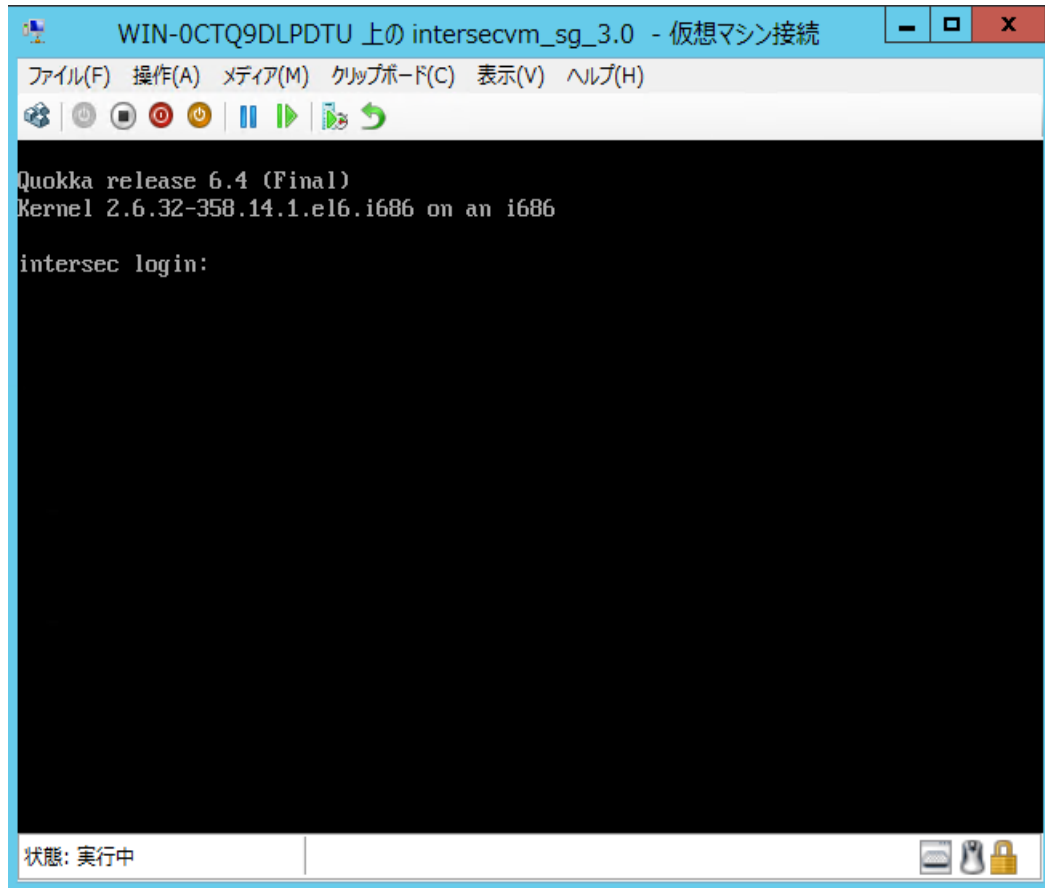 WIN-0CTQ9DLPDTU 上の intersecvm_sg_3.0 - 仮想マシン接続
ファイル(F) 操作(A) メディア(M) クリップボード(C) 表示(V) ヘルプ(H)
Quokka release 6.4 (Final)
Kernel 2.6.32-358.14.1.el6.i686 on an i686
intersec login:
状態: 実行中